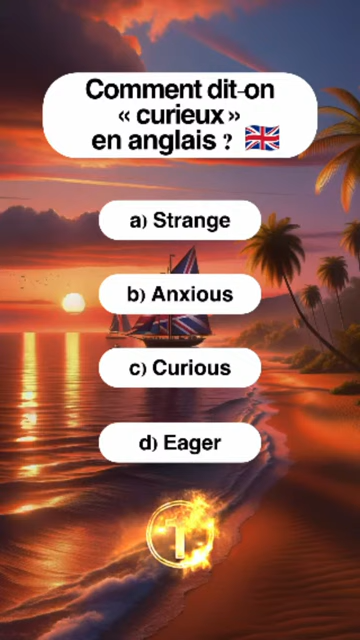 Comment dit-on
« curieux »
en anglais ?
a) Strange
b) Anxious
c) Curious
d) Eager
1